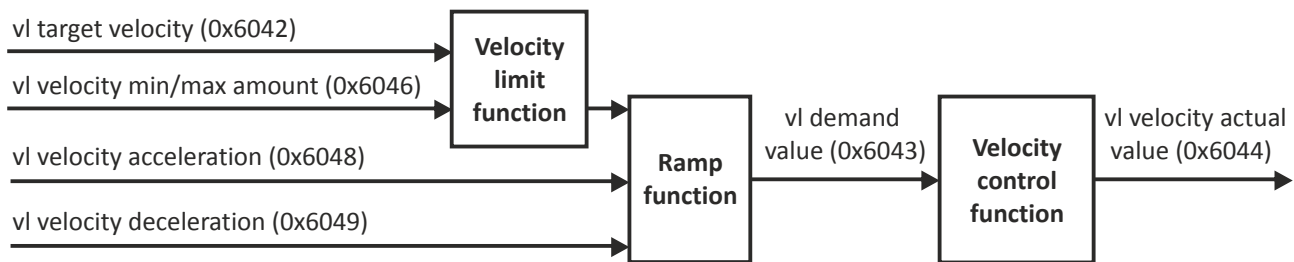 vl target velocity (0x6042)
vl velocity min/max amount (0x6046)
Velocity
limit
function
vl velocity acceleration (0x6048)
vl velocity deceleration (0x6049)
Ramp
function
vl demand
value (0x6043)
Velocity
control
function
vl velocity actual
value (0x6044)